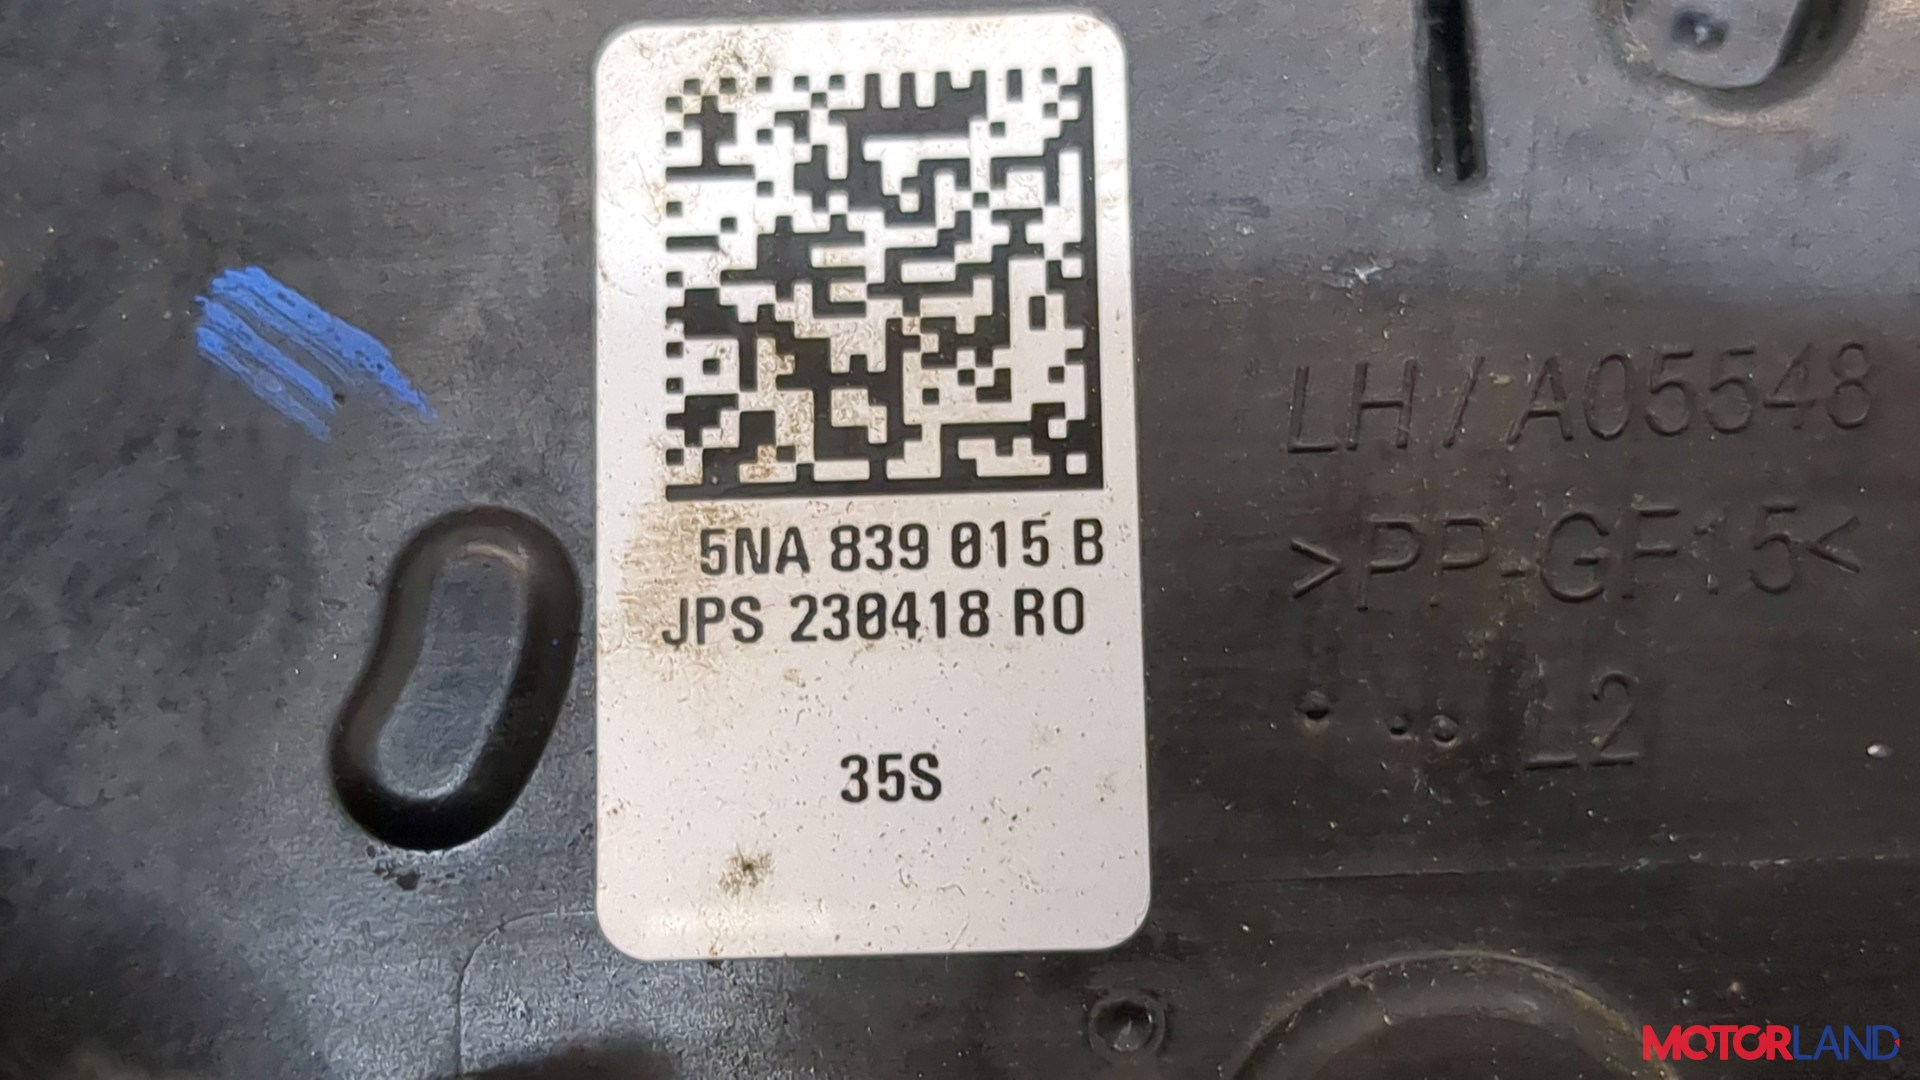 5NA 839 015 B
JPS 230418 RO
35S
LH / A05548
>PP-GF15<
L2
MOTORLAND